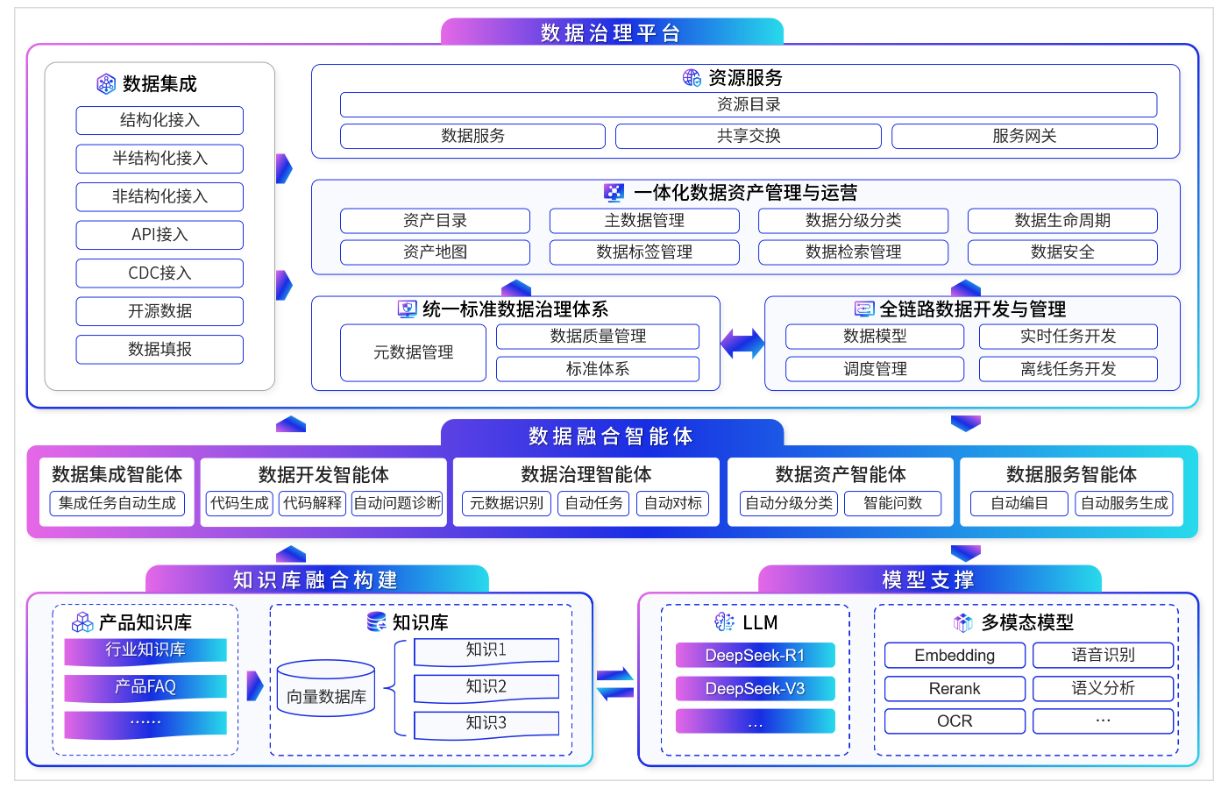 数据治理平台
数据集成
结构化接入
半结构化接入
非结构化接入
API接入
CDC接入
开源数据
数据填报
资源服务
资源目录
数据服务 共享交换 服务网关
一体化数据资产管理与运营
资产目录 主数据管理 数据分级分类 数据生命周期
资产地图 数据标签管理 数据检索管理 数据安全
统一标准数据治理体系
元数据管理
数据质量管理
标准体系
全链路数据开发与管理
数据模型 实时任务开发
调度管理 离线任务开发
数据融合智能体
数据集成智能体
集成任务自动生成
数据开发智能体
代码生成 代码解释 自动问题诊断
数据治理智能体
元数据识别 自动任务 自动对标
数据资产智能体
自动分级分类 智能问数
数据服务智能体
自动编目 自动服务生成
知识库融合构建
产品知识库
行业知识库
产品FAQ
……
知识库
向量数据库
知识1
知识2
知识3
模型支撑
LLM
DeepSeek-R1
DeepSeek-V3
...
多模态模型
Embedding 语音识别
Rerank 语义分析
OCR ...